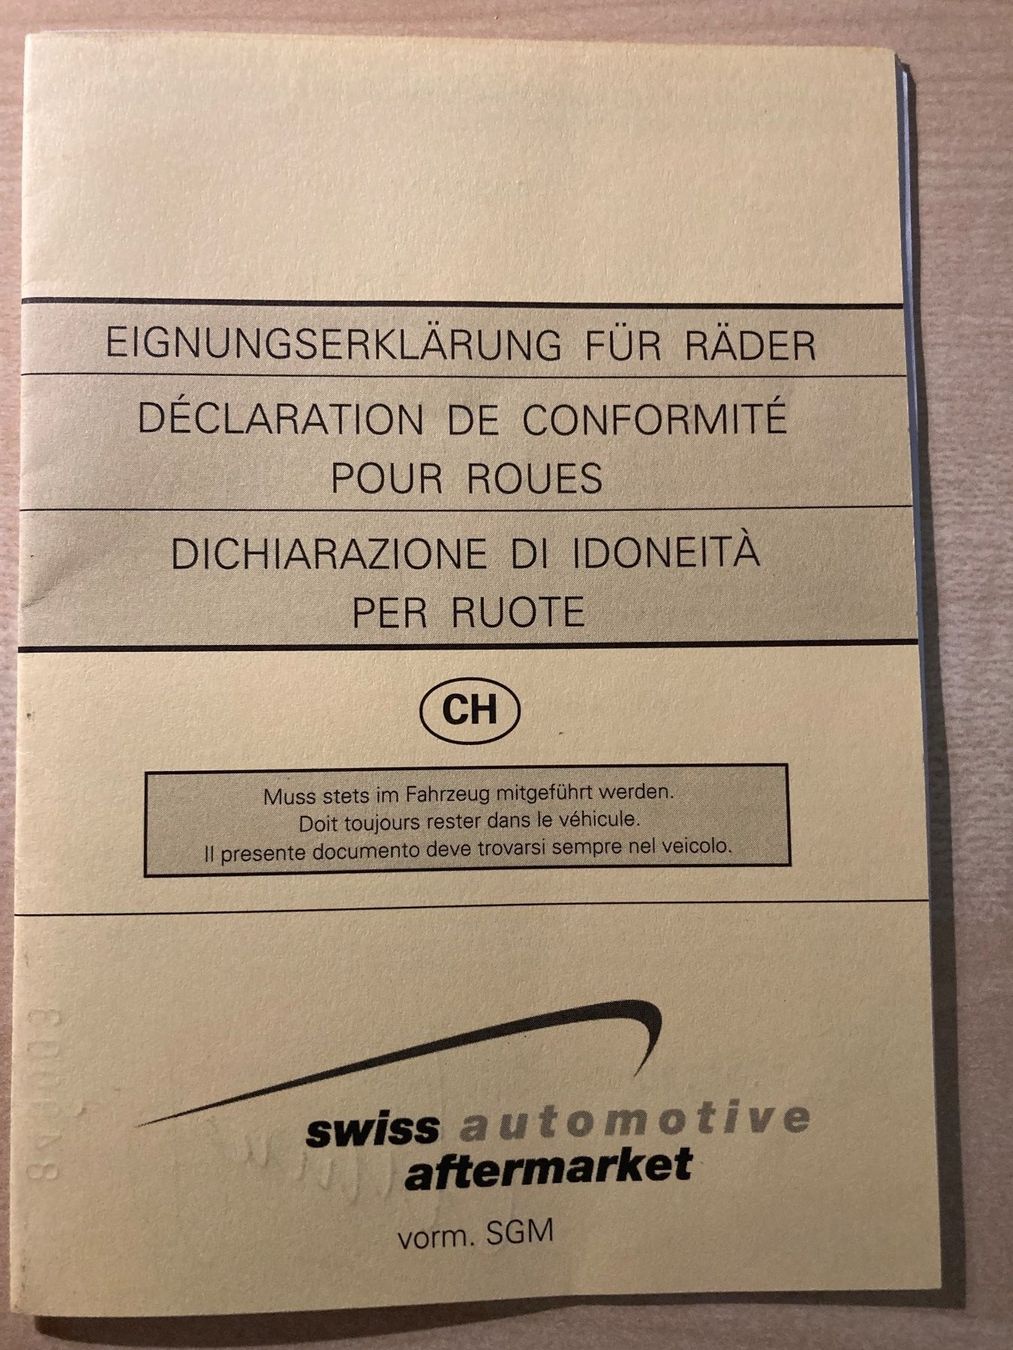 EIGNUNGSERKLÄRUNG FÜR RÄDER
DÉCLARATION DE CONFORMITÉ
POUR ROUES
DICHIARAZIONE DI IDONEITÀ
PER RUOTE
CH
Muss stets im Fahrzeug mitgeführt werden.
Doit toujours rester dans le véhicule.
Il presente documento deve trovarsi sempre nel veicolo.
swiss automotive
aftermarket
vorm. SGM